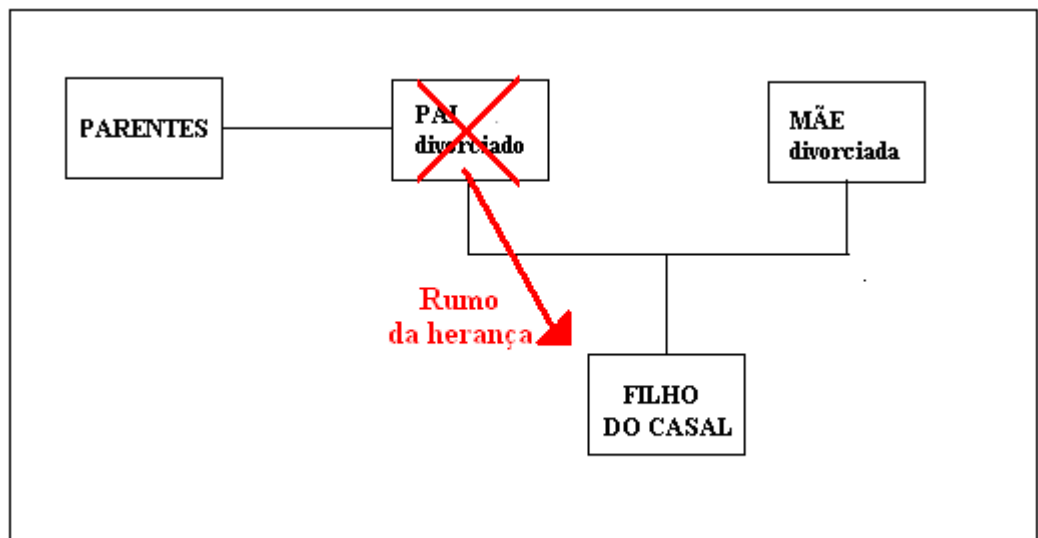 PARENTES
PAI
divorciado
MÃE
divorciada
Rumo
da herança
FILHO
DO CASAL